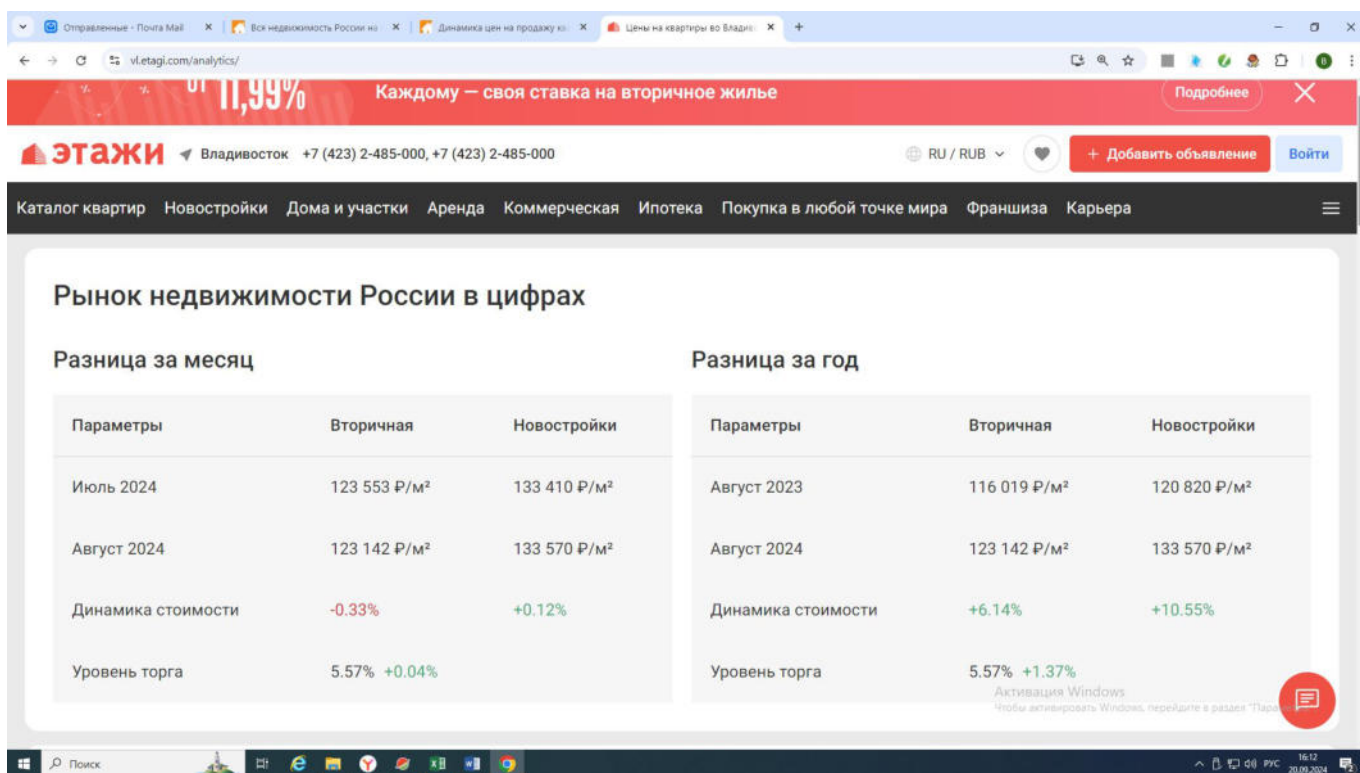 Отправленные - Почта Mail
Вся недвижимость России на
Динамика цен на продажу к
Цены на квартиры во Владив
vl.etagi.com/analytics/
от 11,99% Каждому — своя ставка на вторичное жилье Подробнее
этажи Владивосток +7 (423) 2-485-000, +7 (423) 2-485-000 RU / RUB + Добавить объявление Войти
Каталог квартир Новостройки Дома и участки Аренда Коммерческая Ипотека Покупка в любой точке мира Франшиза Карьера
Рынок недвижимости России в цифрах
Разница за месяц
Параметры Вторичная Новостройки
Июль 2024 123 553 ₽/м² 133 410 ₽/м²
Август 2024 123 142 ₽/м² 133 570 ₽/м²
Динамика стоимости -0.33% +0.12%
Уровень торга 5.57% +0.04%
Разница за год
Параметры Вторичная Новостройки
Август 2023 116 019 ₽/м² 120 820 ₽/м²
Август 2024 123 142 ₽/м² 133 570 ₽/м²
Динамика стоимости +6.14% +10.55%
Уровень торга 5.57% +1.37%
Активация Windows
Чтобы активировать Windows, перейдите в раздел "Пара
Поиск
РУС
16:12
20.09.2024